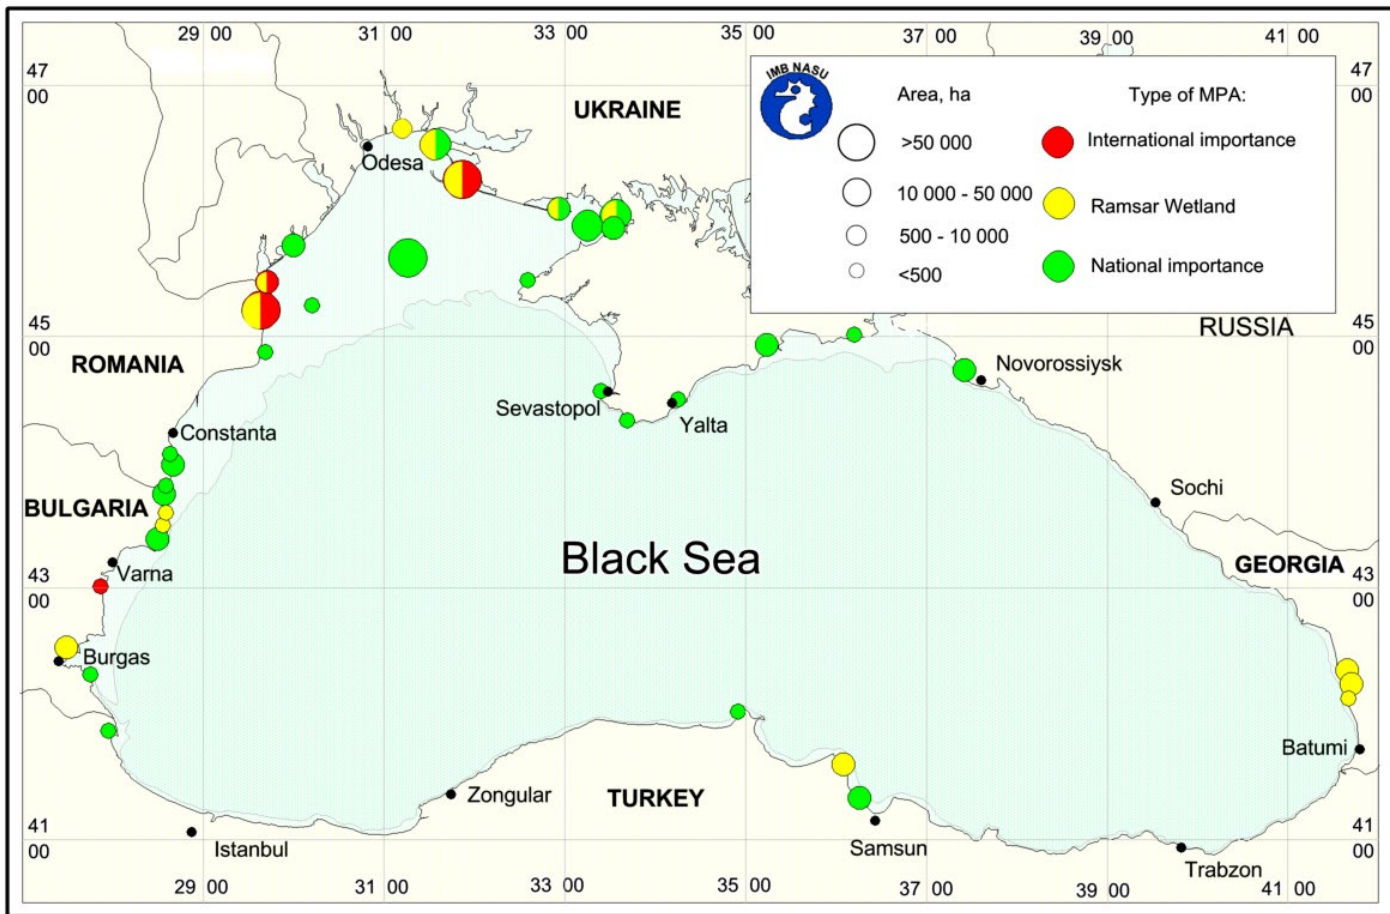 29 00
31 00
33 00
35 00
37 00
39 00
41 00
47
00
47
00
IMB NASU
Area, ha
Type of MPA:
>50 000
International importance
10 000 - 50 000
Ramsar Wetland
500 - 10 000
<500
National importance
UKRAINE
Odesa
45
00
45
00
RUSSIA
ROMANIA
Novorossiysk
Sevastopol
Yalta
Constanta
Sochi
BULGARIA
Black Sea
GEORGIA
Varna
43
00
43
00
Burgas
Batumi
Zongular
TURKEY
41
00
41
00
Istanbul
Samsun
Trabzon
29 00
31 00
33 00
35 00
37 00
39 00
41 00